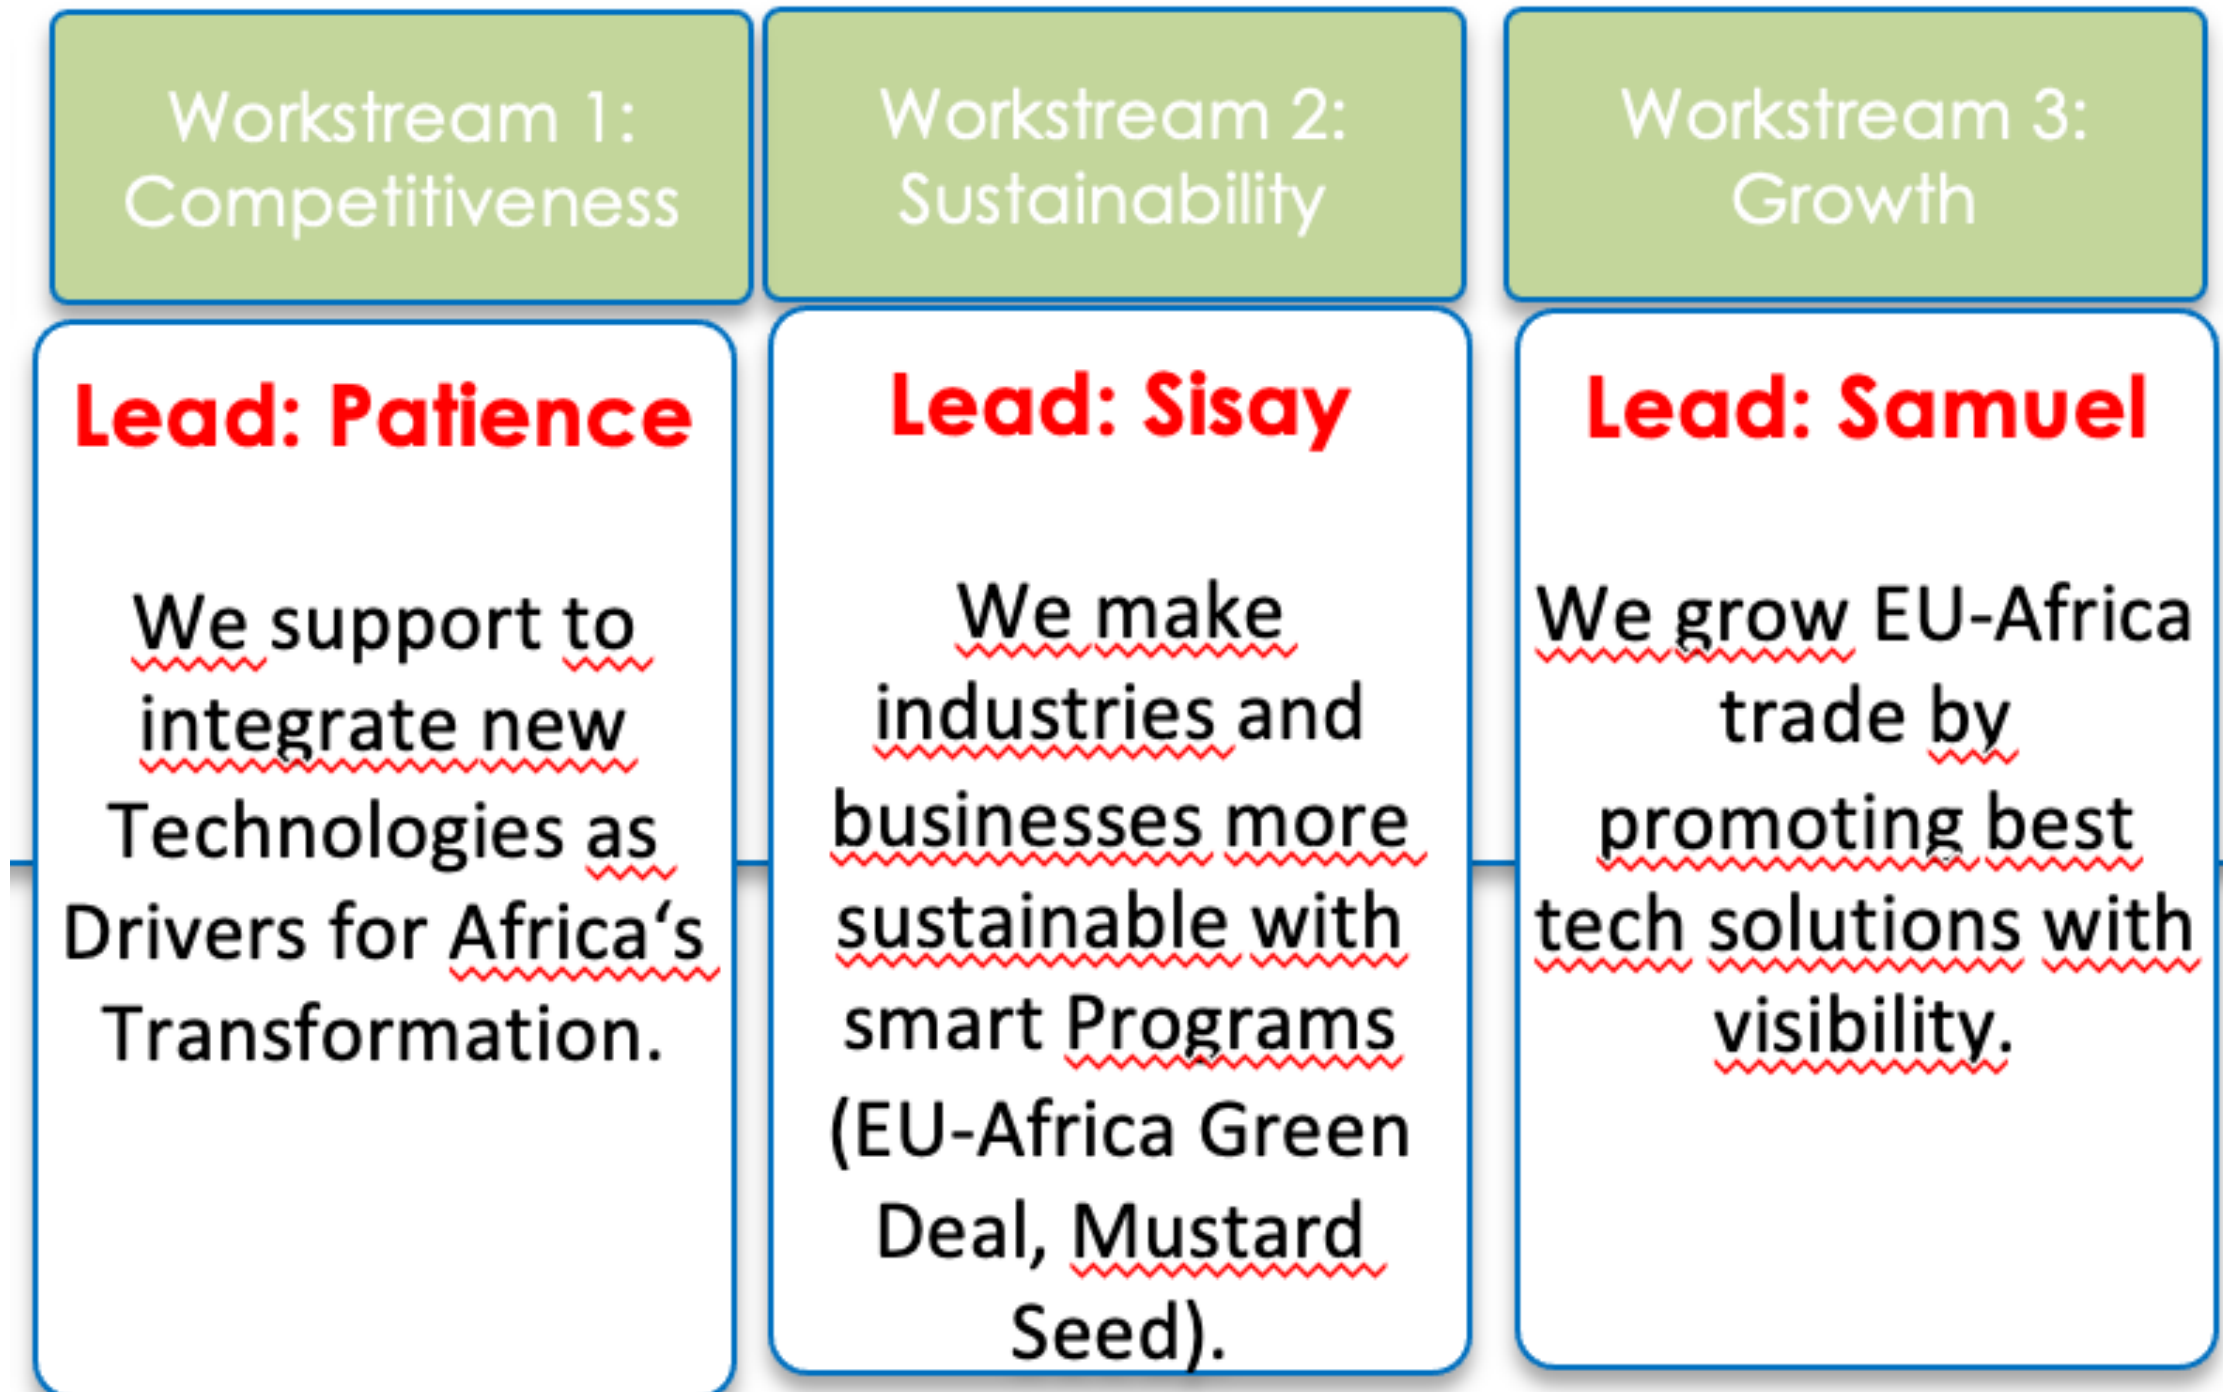 Workstream 1:
Competitiveness
Lead: Patience
We support to
integrate new
Technologies as
Drivers for Africa‘s
Transformation.
Workstream 2:
Sustainability
Lead: Sisay
We make
industries and
businesses more
sustainable with
smart Programs
(EU-Africa Green
Deal, Mustard
Seed).
Workstream 3:
Growth
Lead: Samuel
We grow EU-Africa
trade by
promoting best
tech solutions with
visibility.